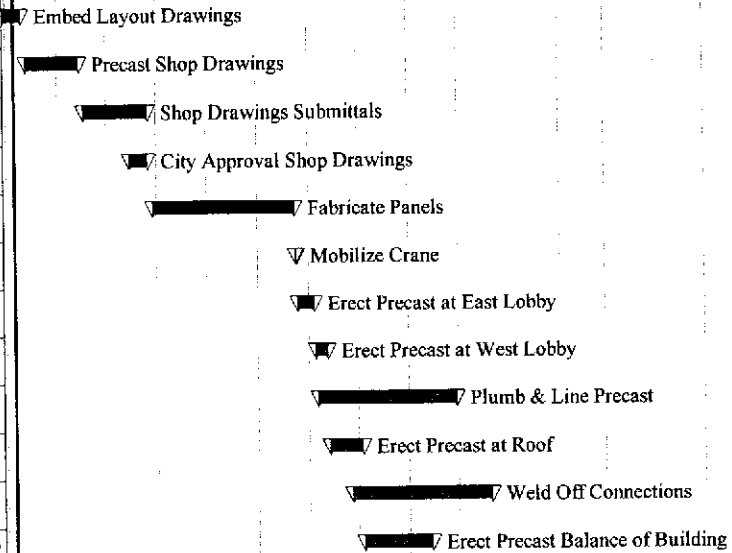 Embed Layout Drawings
Precast Shop Drawings
Shop Drawings Submittals
City Approval Shop Drawings
Fabricate Panels
Mobilize Crane
Erect Precast at East Lobby
Erect Precast at West Lobby
Plumb & Line Precast
Erect Precast at Roof
Weld Off Connections
Erect Precast Balance of Building